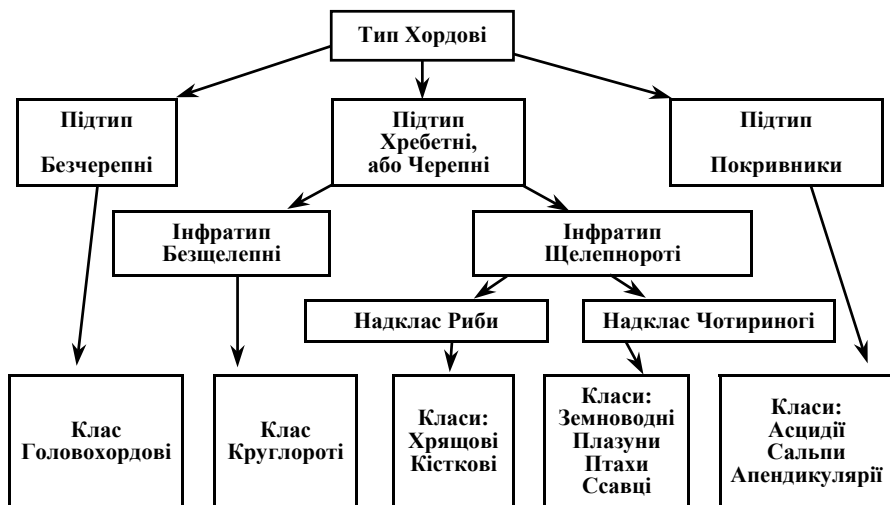 Тип Хордові
Підтип
Безчерепні
Підтип
Хребетні,
або Черепні
Підтип
Покривники
Інфратип
Безщелепні
Інфратип
Щелепнороті
Надклас Риби
Надклас Чотириногі
Клас
Головохордові
Клас
Круглороті
Класи:
Хрящові
Кісткові
Класи:
Земноводні
Плазуни
Птахи
Ссавці
Класи:
Асцидії
Сальпи
Апендикулярії